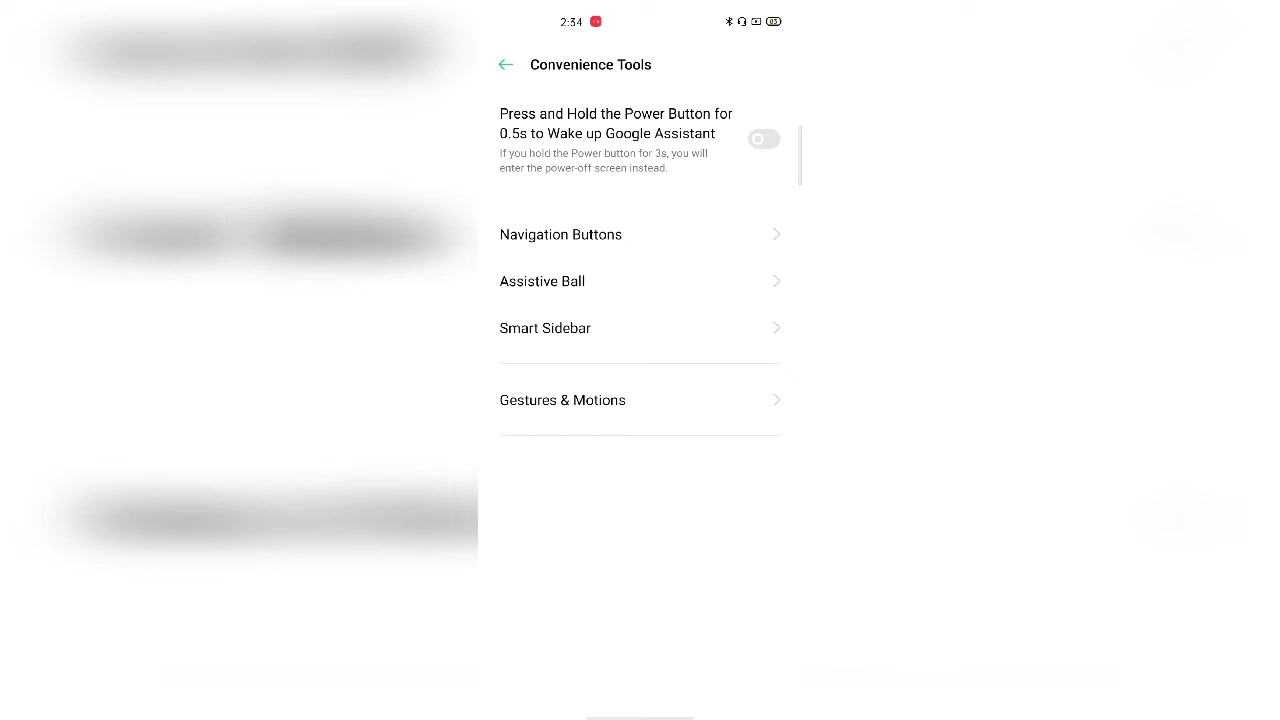 2:34
83
Convenience Tools
Press and Hold the Power Button for
0.5s to Wake up Google Assistant
If you hold the Power button for 3s, you will
enter the power-off screen instead.
Navigation Buttons
Assistive Ball
Smart Sidebar
Gestures & Motions